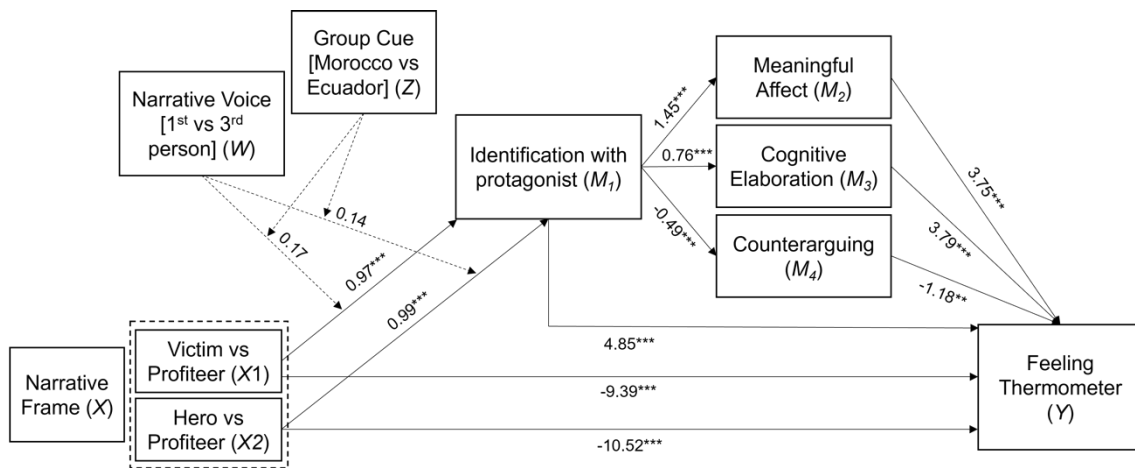 Group Cue
[Morocco vs
Ecuador] (Z)
Narrative Voice
[1st vs 3rd
person] (W)
Identification with
protagonist (M1)
Meaningful
Affect (M2)
Cognitive
Elaboration (M3)
Counterarguing
(M4)
1.45***
0.76***
-0.49***
3.75***
3.79***
-1.18**
0.14
0.17
0.97***
0.99***
4.85***
-9.39***
-10.52***
Narrative
Frame (X)
Victim vs
Profiteer (X1)
Hero vs
Profiteer (X2)
Feeling
Thermometer
(Y)